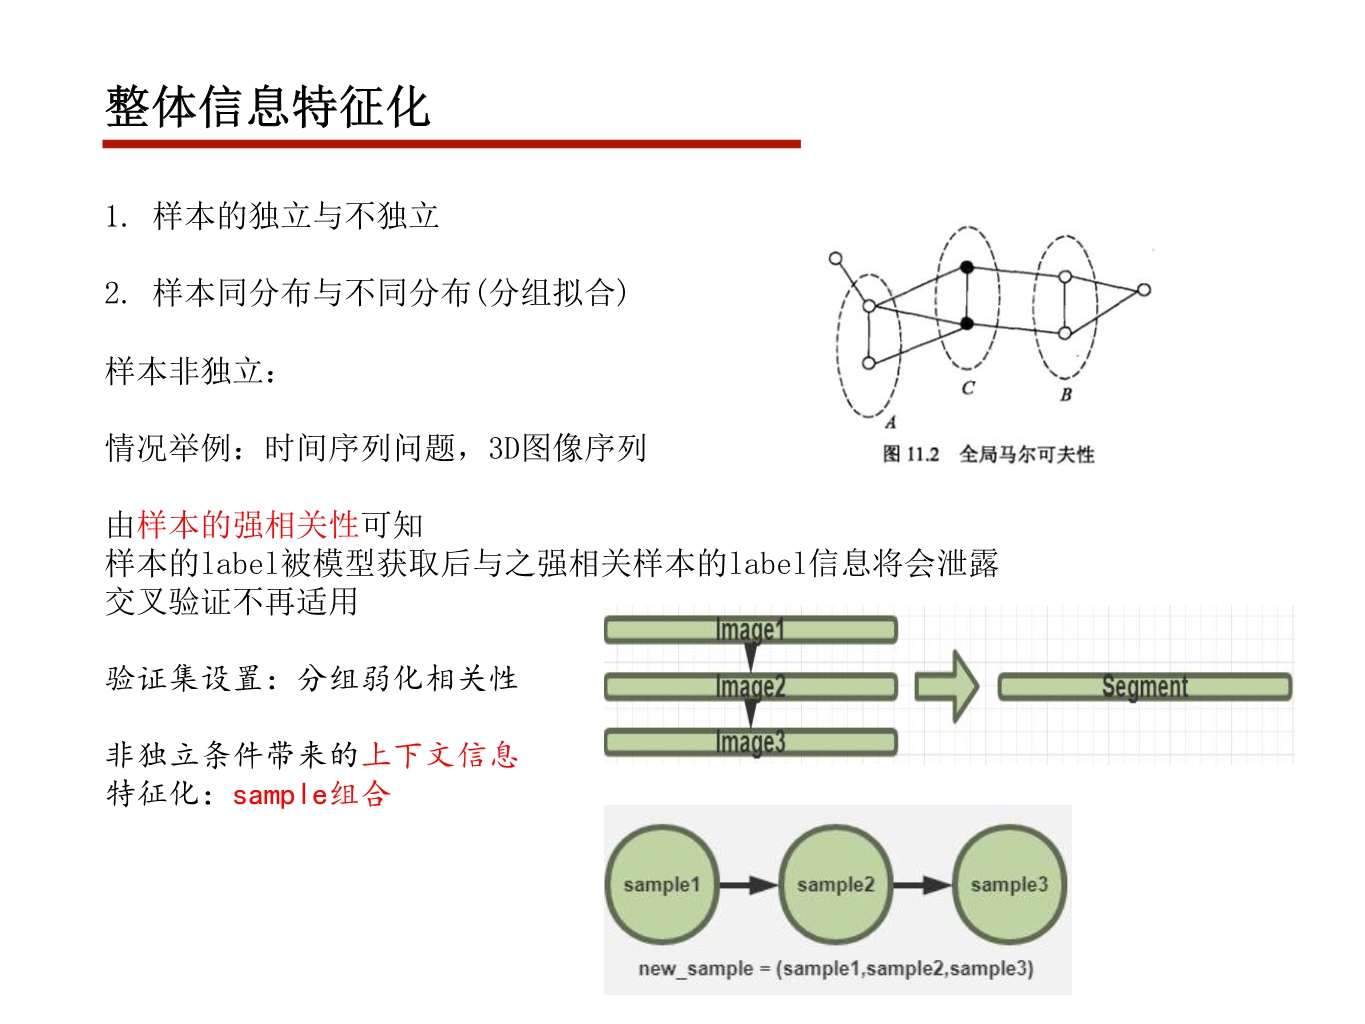 整体信息特征化
1. 样本的独立与不独立
2. 样本同分布与不同分布(分组拟合)
样本非独立:
情况举例: 时间序列问题，3D图像序列
由样本的强相关性可知
样本的label被模型获取后与之强相关样本的label信息将会泄露
交叉验证不再适用
验证集设置: 分组弱化相关性
非独立条件带来的上下文信息
特征化: sample组合
C
B
A
图 11.2 全局马尔可夫性
Image1
Image2
Image3
Segment
sample1
sample2
sample3
new_sample = (sample1,sample2,sample3)